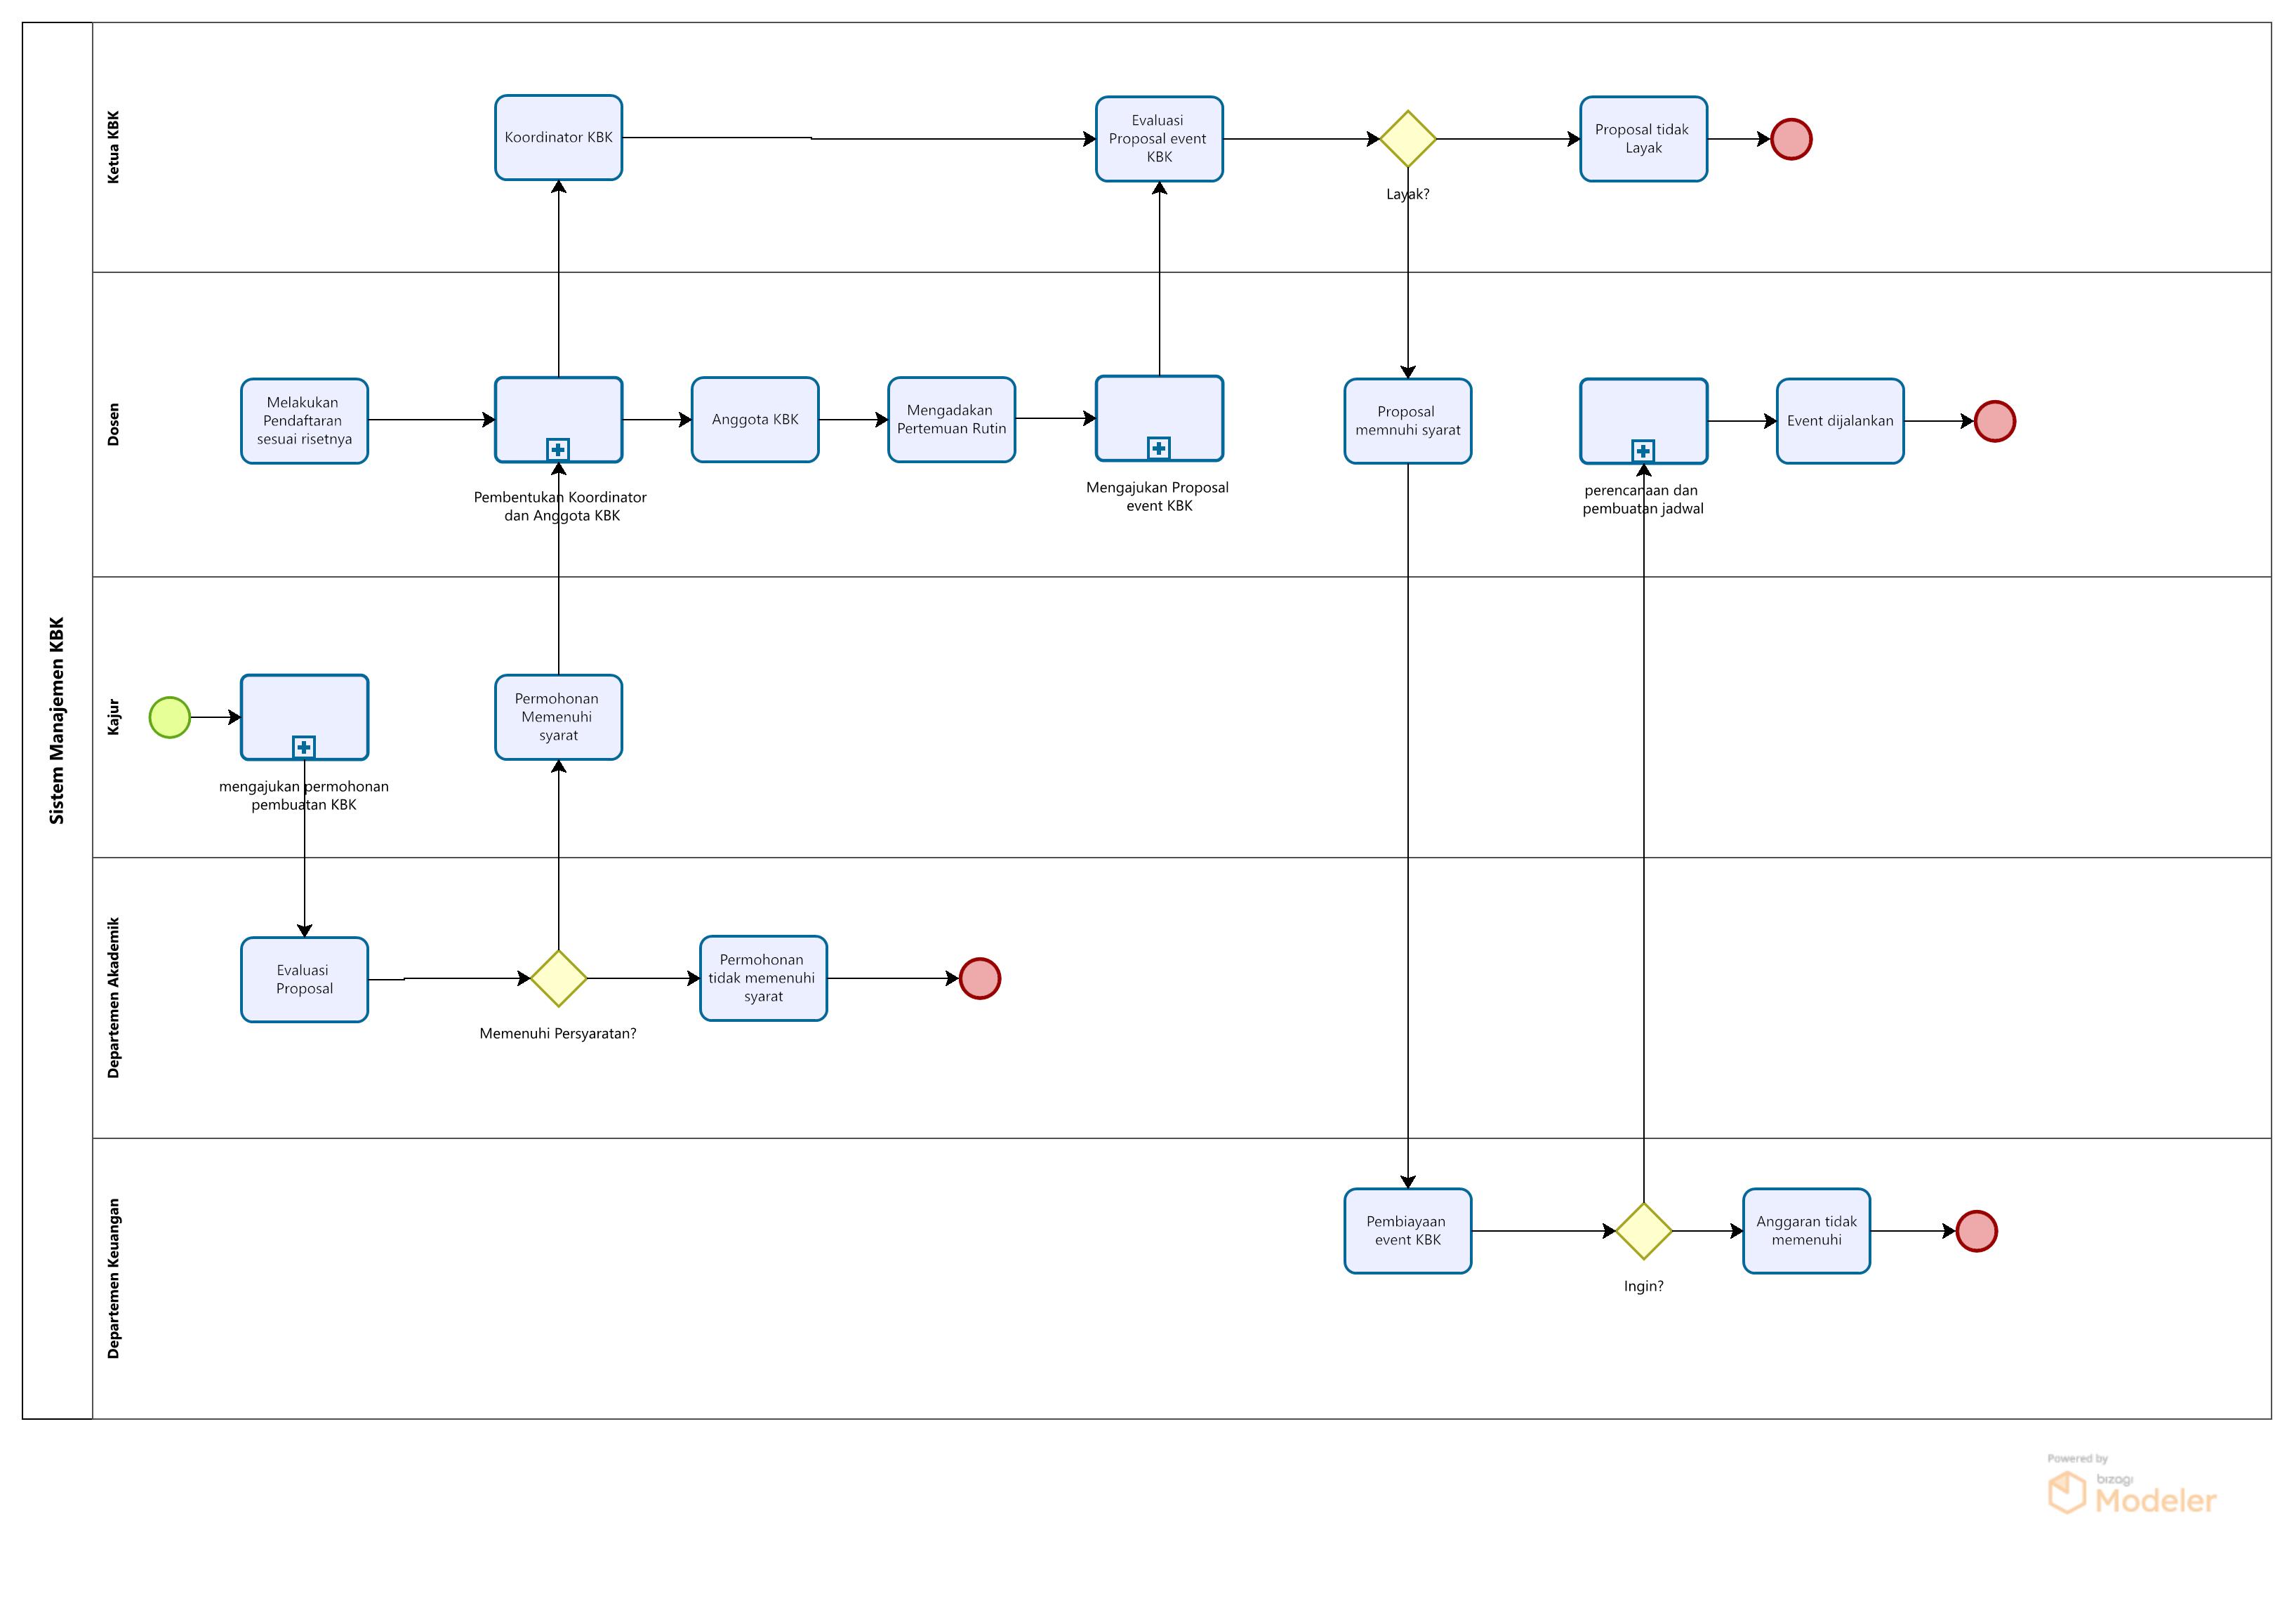 Sistem Manajemen KBK
Ketua KBK
Koordinator KBK
Evaluasi
Proposal event
KBK
Layak?
Proposal tidak
Layak
Dosen
Melakukan
Pendaftaran
sesuai risetnya
Pembentukan Koordinator
dan Anggota KBK
Anggota KBK
Mengadakan
Pertemuan Rutin
Mengajukan Proposal
event KBK
Proposal
memnuhi syarat
perencanaan dan
pembuatan jadwal
Event dijalankan
Kajur
mengajukan permohonan
pembuatan KBK
Permohonan
Memenuhi
syarat
Departemen Akademik
Evaluasi
Proposal
Memenuhi Persyaratan?
Permohonan
tidak memenuhi
syarat
Departemen Keuangan
Pembiayaan
event KBK
Ingin?
Anggaran tidak
memenuhi
Powered by
bizagi
Modeler